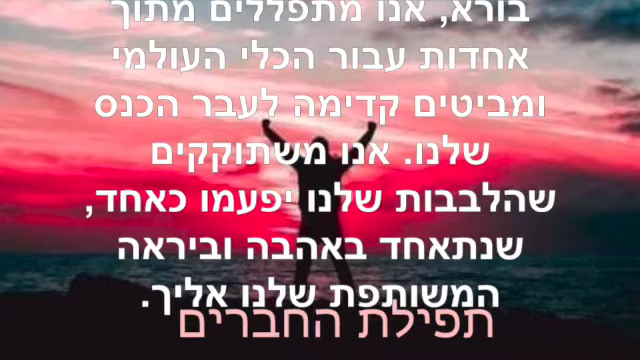 בורא, אנו מתפללים מתוך
אחדות עבור הכלי העולמי
ומביטים קדימה לעבר הכנס
שלנו. אנו משתוקקים
שהלבבות שלנו יפעמו כאחד,
שנתאחד באהבה וביראה
המשותפת שלנו אליך.
תפילת החברים